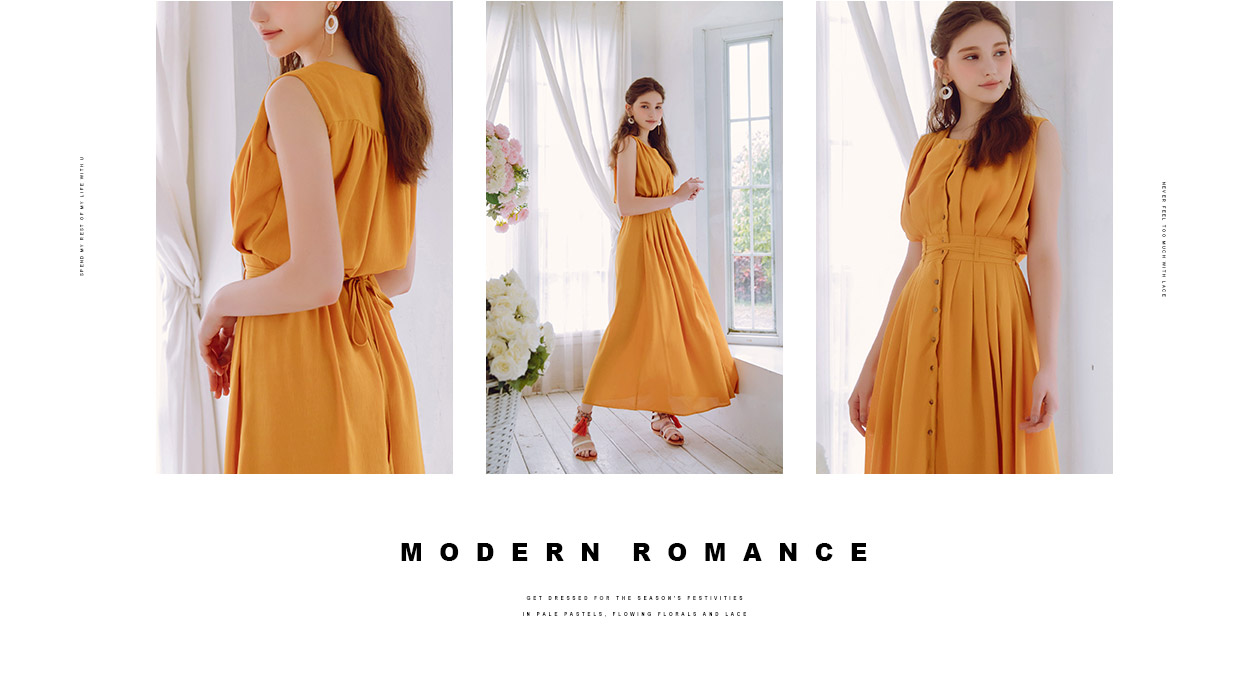 SPEND MY REST OF MY LIFE WITH U
NEVER FEEL TOO MUCH WITH LACE
MODERN ROMANCE
GET DRESSED FOR THE SEASON'S FESTIVITIES
IN PALE PASTELS, FLOWING FLORALS AND LACE